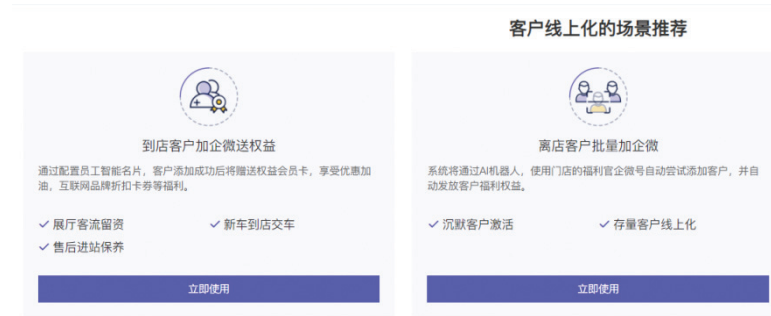 客户线上化的场景推荐
到店客户加企微送权益
通过配置员工智能名片，客户添加成功后将赠送权益会员卡，享受优惠加
油，互联网品牌折扣卡券等福利。
展厅客流留资
新车到店交车
售后进站保养
立即使用
离店客户批量加企微
系统将通过AI机器人，使用门店的福利官企微号自动尝试添加客户，并自
动发放客户福利权益。
沉默客户激活
存量客户线上化
立即使用